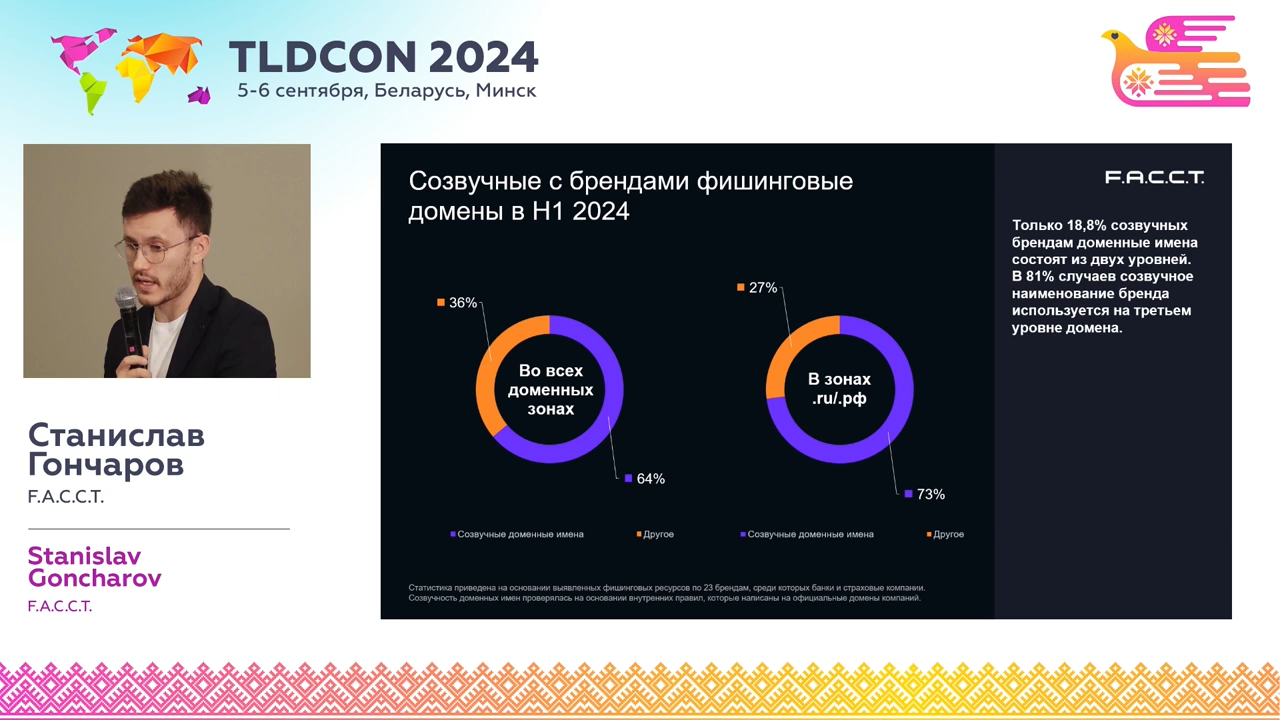 TLDCON 2024
5-6 сентября, Беларусь, Минск
Созвучные с брендами фишинговые
домены в H1 2024
F.A.C.C.T.
Только 18,8% созвучных
брендам доменные имена
состоят из двух уровней.
В 81% случаев созвучное
наименование бренда
используется на третьем
уровне домена.
36%
Во всех
доменных
зонах
64%
Созвучные доменные имена
Другое
27%
В зонах
.ru/.рф
73%
Созвучные доменные имена
Другое
Статистика приведена на основании выявленных фишинговых ресурсов по 23 брендам, среди которых банки и страховые компании.
Созвучность доменных имен проверялась на основании внутренних правил, которые написаны на официальные домены компаний.
Станислав
Гончаров
F.A.C.C.T.
Stanislav
Goncharov
F.A.C.C.T.